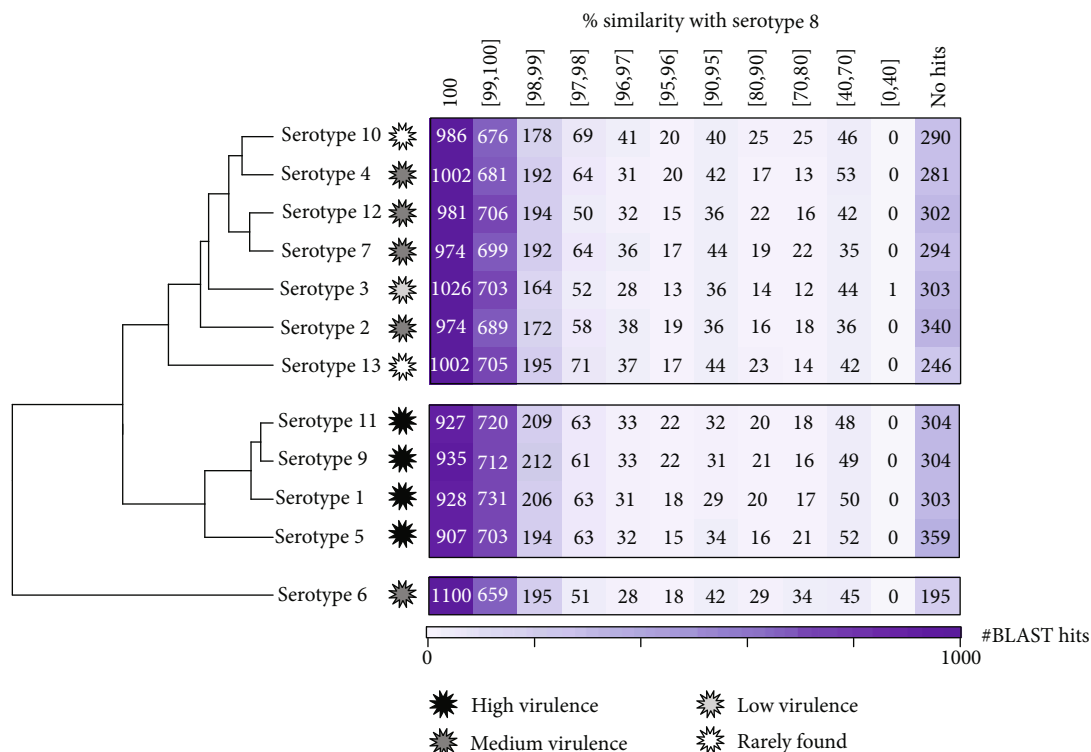 % similarity with serotype 8
100 [99,100] [98,99] [97,98] [96,97] [95,96] [90,95] [80,90] [70,80] [40,70] [0,40] No hits
Serotype 10 986 676 178 69 41 20 40 25 25 46 0 290
Serotype 4 1002 681 192 64 31 20 42 17 13 53 0 281
Serotype 12 981 706 194 50 32 15 36 22 16 42 0 302
Serotype 7 974 699 192 64 36 17 44 19 22 35 0 294
Serotype 3 1026 703 164 52 28 13 36 14 12 44 1 303
Serotype 2 974 689 172 58 38 19 36 16 18 36 0 340
Serotype 13 1002 705 195 71 37 17 44 23 14 42 0 246
Serotype 11 927 720 209 63 33 22 32 20 18 48 0 304
Serotype 9 935 712 212 61 33 22 31 21 16 49 0 304
Serotype 1 928 731 206 63 31 18 29 20 17 50 0 303
Serotype 5 907 703 194 63 32 15 34 16 21 52 0 359
Serotype 6 1100 659 195 51 28 18 42 29 34 45 0 195
#BLAST hits
0 1000
High virulence Low virulence
Medium virulence Rarely found